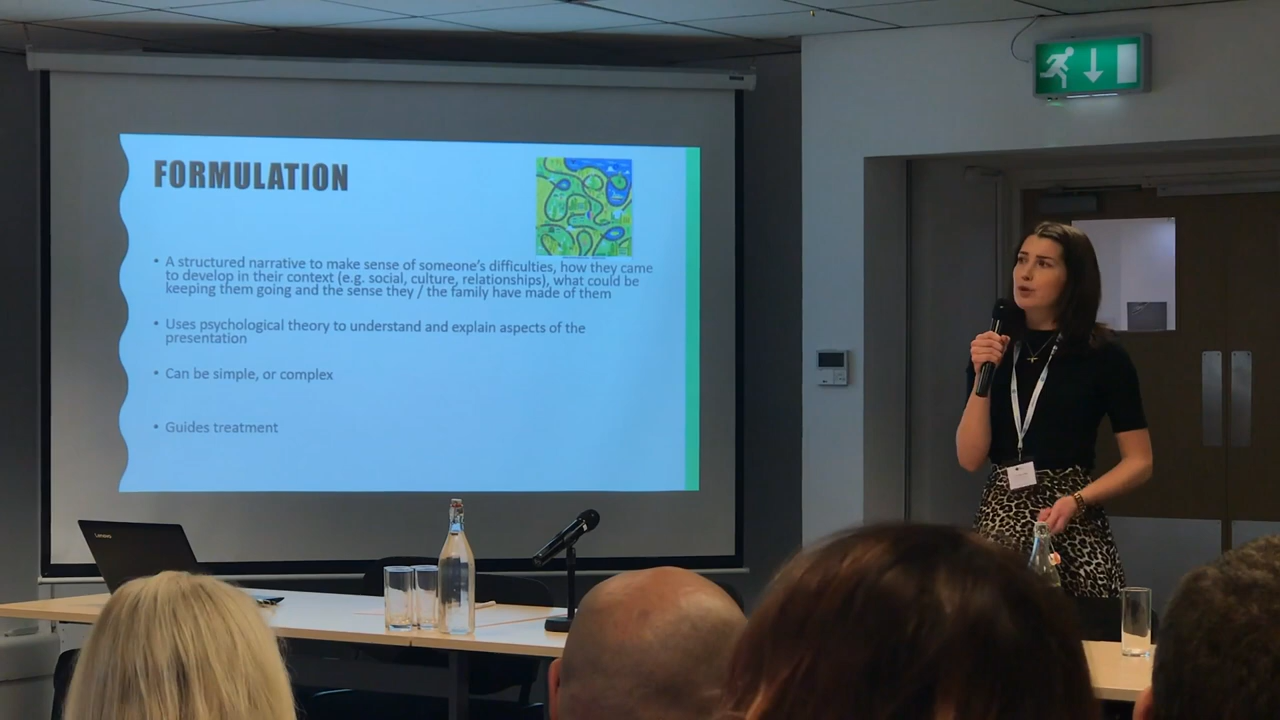 FORMULATION
• A structured narrative to make sense of someone's difficulties, how they came
to develop in their context (e.g. social, culture, relationships), what could be
keeping them going and the sense they / the family have made of them
• Uses psychological theory to understand and explain aspects of the
presentation
• Can be simple, or complex
• Guides treatment
Lenovo